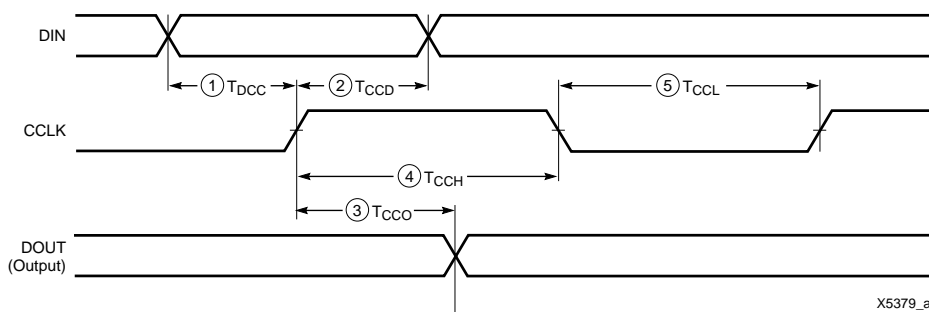 DIN
① TDCC
② TCCD
⑤ TCCL
CCLK
④ TCCH
③ TCCO
DOUT
(Output)
X5379_a